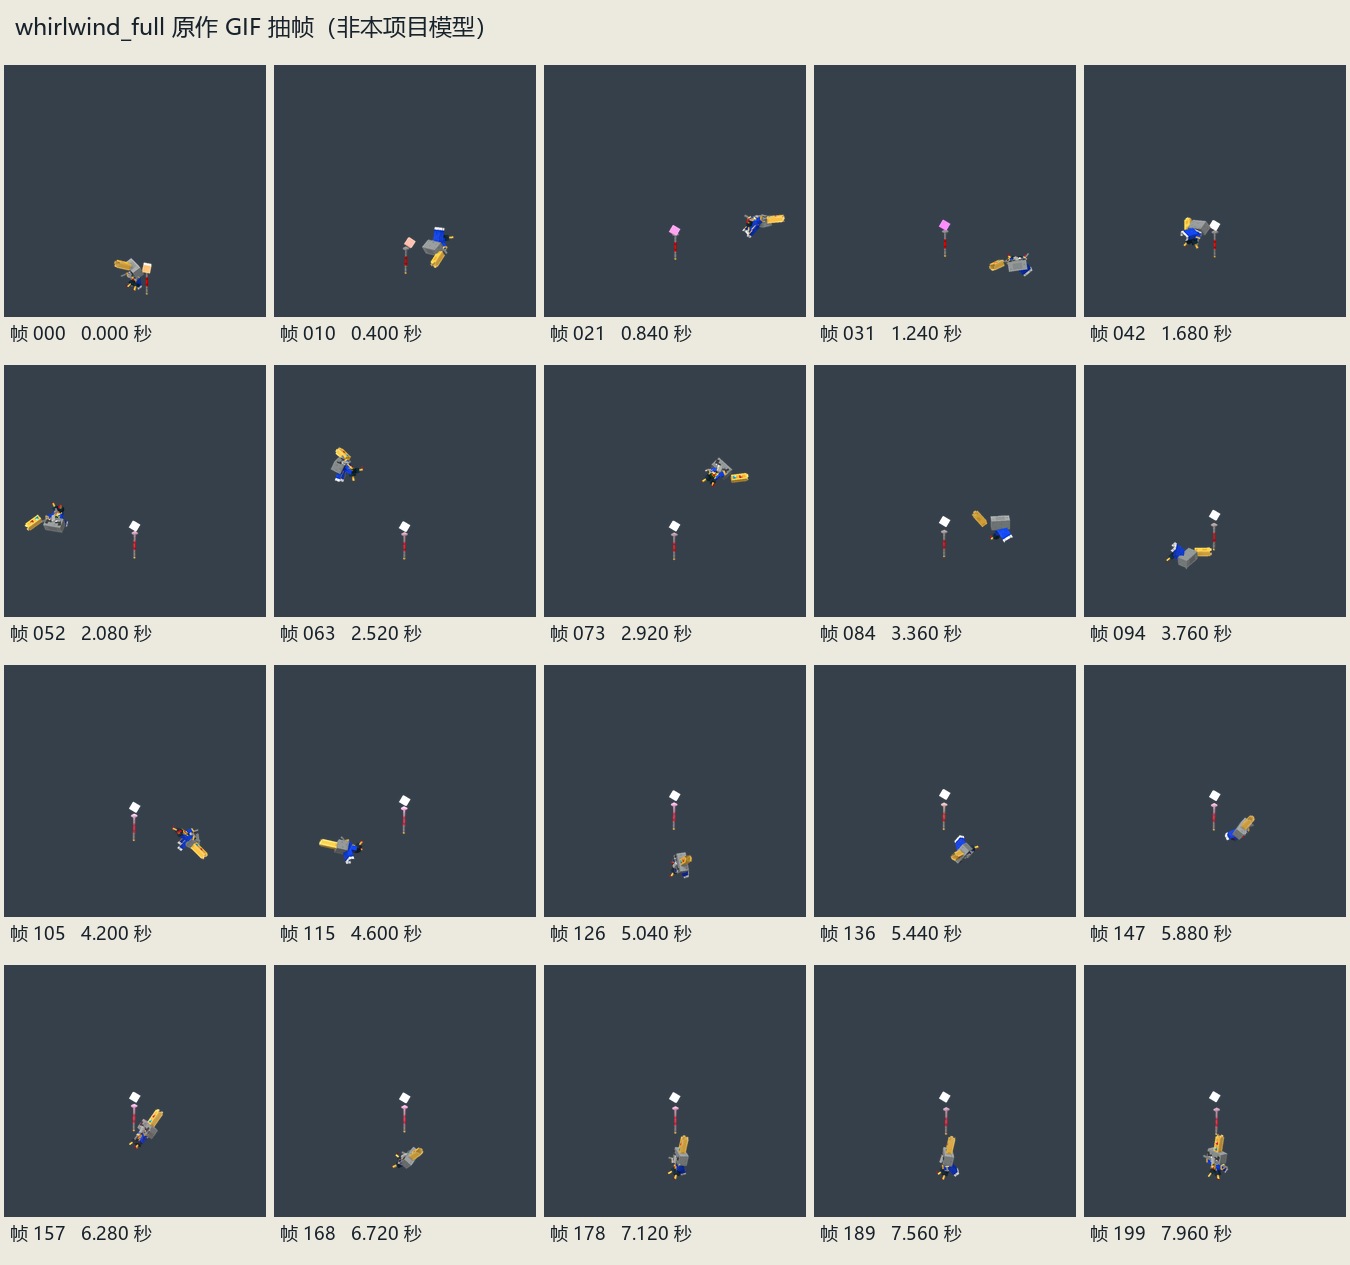 whirlwind_full 原作 GIF 抽帧（非本项目模型）
帧 000 0.000 秒
帧 010 0.400 秒
帧 021 0.840 秒
帧 031 1.240 秒
帧 042 1.680 秒
帧 052 2.080 秒
帧 063 2.520 秒
帧 073 2.920 秒
帧 084 3.360 秒
帧 094 3.760 秒
帧 105 4.200 秒
帧 115 4.600 秒
帧 126 5.040 秒
帧 136 5.440 秒
帧 147 5.880 秒
帧 157 6.280 秒
帧 168 6.720 秒
帧 178 7.120 秒
帧 189 7.560 秒
帧 199 7.960 秒